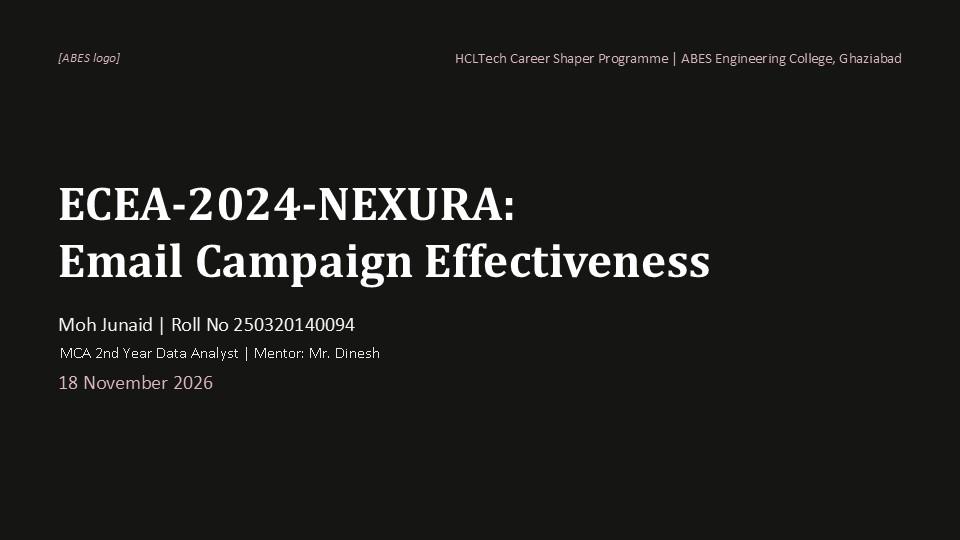 [ABES logo]
HCLTech Career Shaper Programme | ABES Engineering College, Ghaziabad
ECEA-2024-NEXURA:
Email Campaign Effectiveness
Moh Junaid | Roll No 250320140094
MCA 2nd Year Data Analyst | Mentor: Mr. Dinesh
18 November 2026